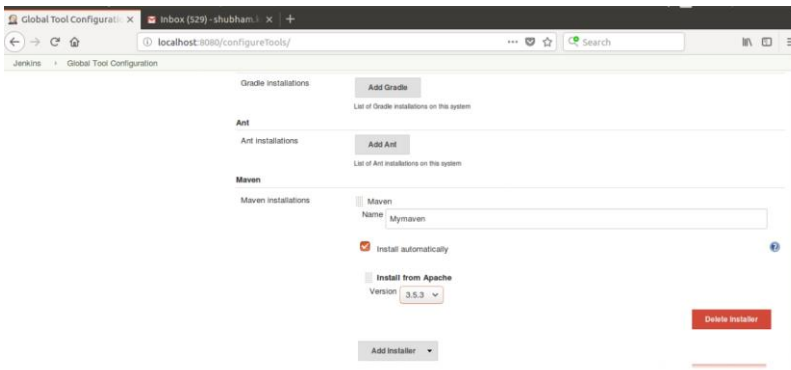 Global Tool Configurati
Inbox (529) - shubham.k
localhost:8080/configureTools/
Search
Jenkins
Global Tool Configuration
Gradle installations
Add Gradle
List of Gradle installations on this system
Ant
Ant installations
Add Ant
List of Ant installations on this system
Maven
Maven installations
Maven
Name
Mymaven
Install automatically
Install from Apache
Version
3.5.3
Delete Installer
Add Installer